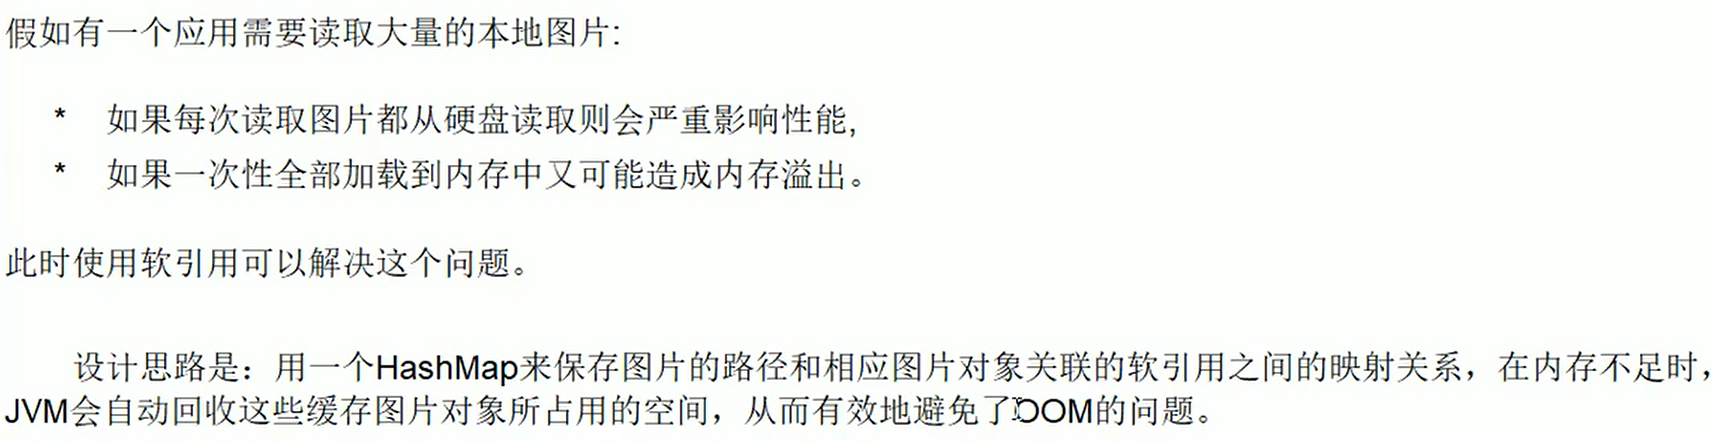 假如有一个应用需要读取大量的本地图片:
* 如果每次读取图片都从硬盘读取则会严重影响性能,
* 如果一次性全部加载到内存中又可能造成内存溢出。
此时使用软引用可以解决这个问题。
设计思路是：用一个HashMap来保存图片的路径和相应图片对象关联的软引用之间的映射关系，在内存不足时，
JVM会自动回收这些缓存图片对象所占用的空间，从而有效地避免了OOM的问题。